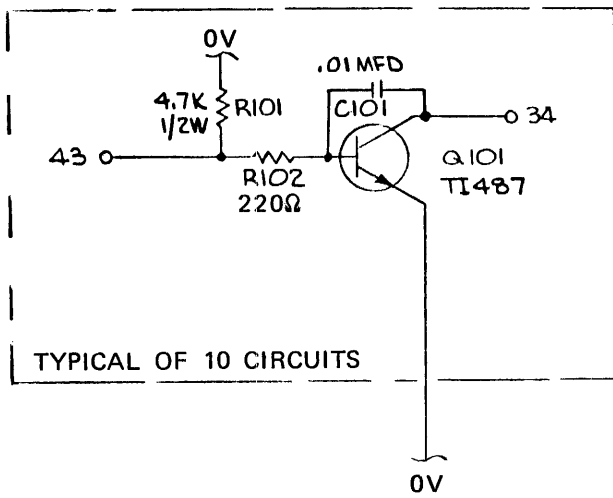 0V
.01MFD
4.7K
1/2W
R101
C101
34
43
R102
220Ω
Q101
TI487
TYPICAL OF 10 CIRCUITS
0V